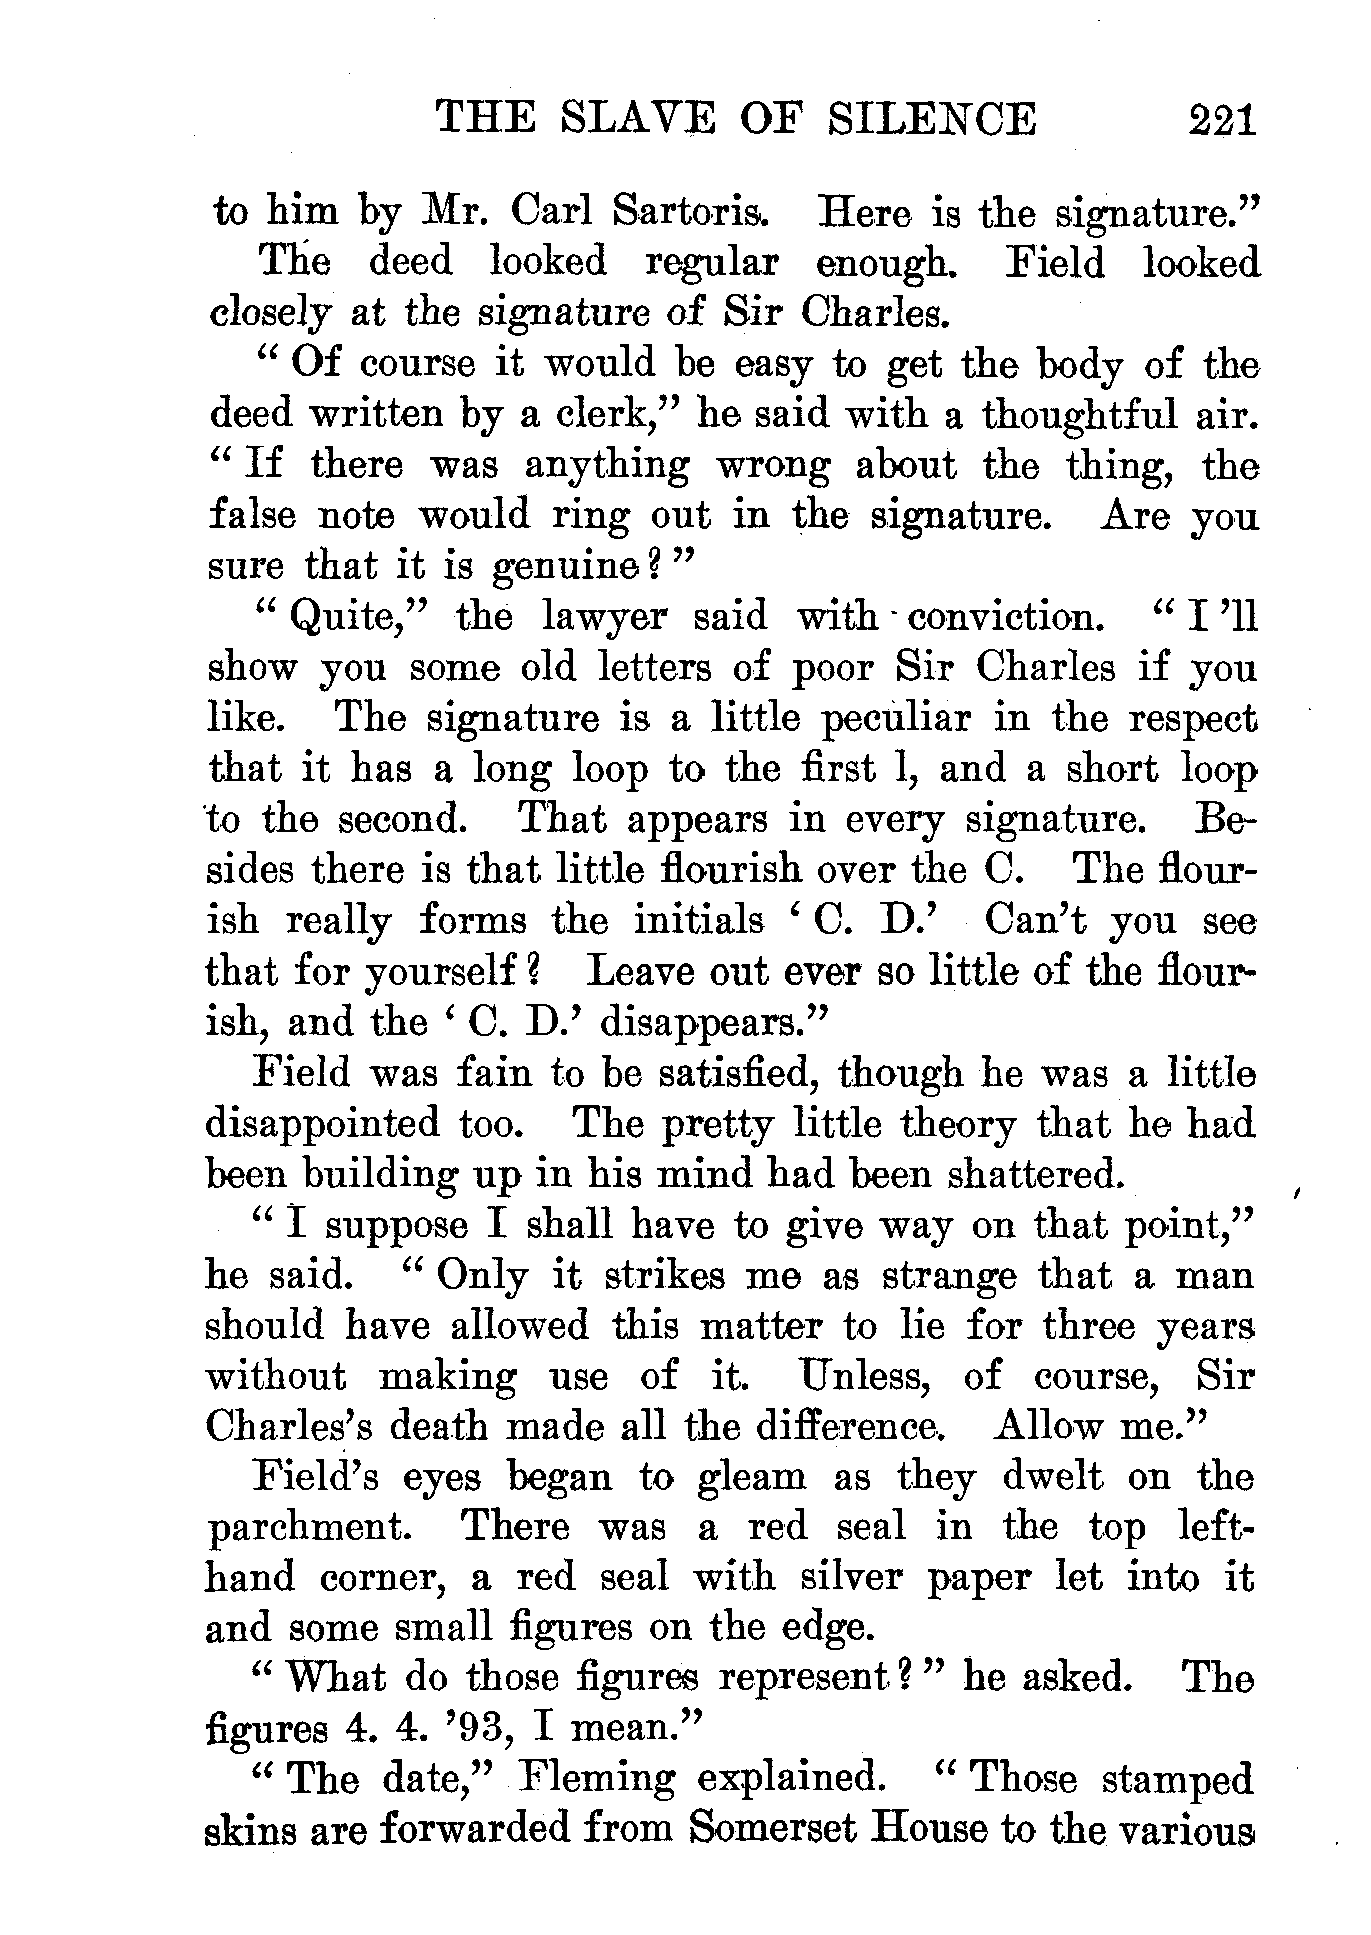 THE SLAVE OF SILENCE 221
to him by Mr. Carl Sartoris. Here is the signature."
The deed looked regular enough. Field looked
closely at the signature of Sir Charles.
" Of course it would be easy to get the body of the
deed written by a clerk," he said with a thoughtful air.
" If there was anything wrong about the thing, the
false note would ring out in the signature. Are you
sure that it is genuine ? "
" Quite," the lawyer said with conviction. " I 'll
show you some old letters of poor Sir Charles if you
like. The signature is a little peculiar in the respect
that it has a long loop to the first l, and a short loop
to the second. That appears in every signature. Be-
sides there is that little flourish over the C. The flour-
ish really forms the initials ' C. D.' Can't you see
that for yourself ? Leave out ever so little of the flour-
ish, and the ' C. D.' disappears."
Field was fain to be satisfied, though he was a little
disappointed too. The pretty little theory that he had
been building up in his mind had been shattered.
" I suppose I shall have to give way on that point,"
he said. " Only it strikes me as strange that a man
should have allowed this matter to lie for three years
without making use of it. Unless, of course, Sir
Charles's death made all the difference. Allow me."
Field's eyes began to gleam as they dwelt on the
parchment. There was a red seal in the top left-
hand corner, a red seal with silver paper let into it
and some small figures on the edge.
" What do those figures represent ? " he asked. The
figures 4. 4. '93, I mean."
" The date," Fleming explained. " Those stamped
skins are forwarded from Somerset House to the various